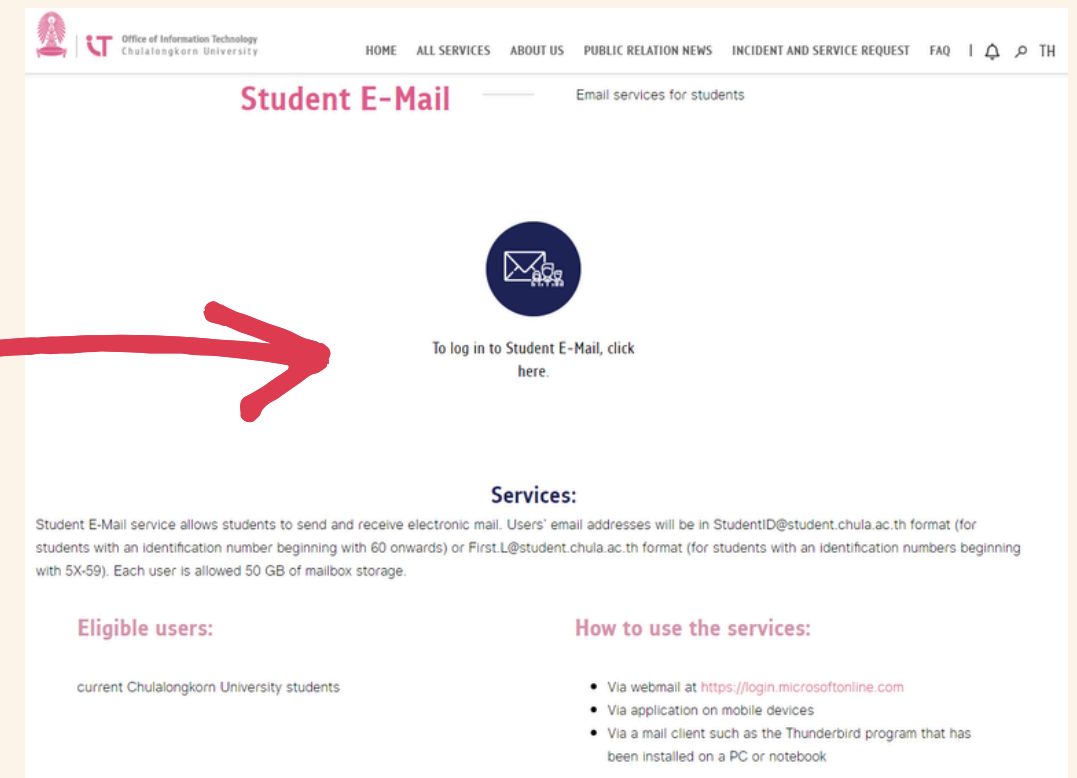 Office of Information Technology
Chulalongkorn University
HOME ALL SERVICES ABOUT US PUBLIC RELATION NEWS INCIDENT AND SERVICE REQUEST FAQ | TH
Student E-Mail
Email services for students
To log in to Student E-Mail, click
here.
Services:
Student E-Mail service allows students to send and receive electronic mail. Users' email addresses will be in StudentID@student.chula.ac.th format (for
students with an identification number beginning with 60 onwards) or First.L@student.chula.ac.th format (for students with an identification numbers beginning
with 5X-59). Each user is allowed 50 GB of mailbox storage.
Eligible users:
current Chulalongkorn University students
How to use the services:
• Via webmail at https://login.microsoftonline.com
• Via application on mobile devices
• Via a mail client such as the Thunderbird program that has
been installed on a PC or notebook